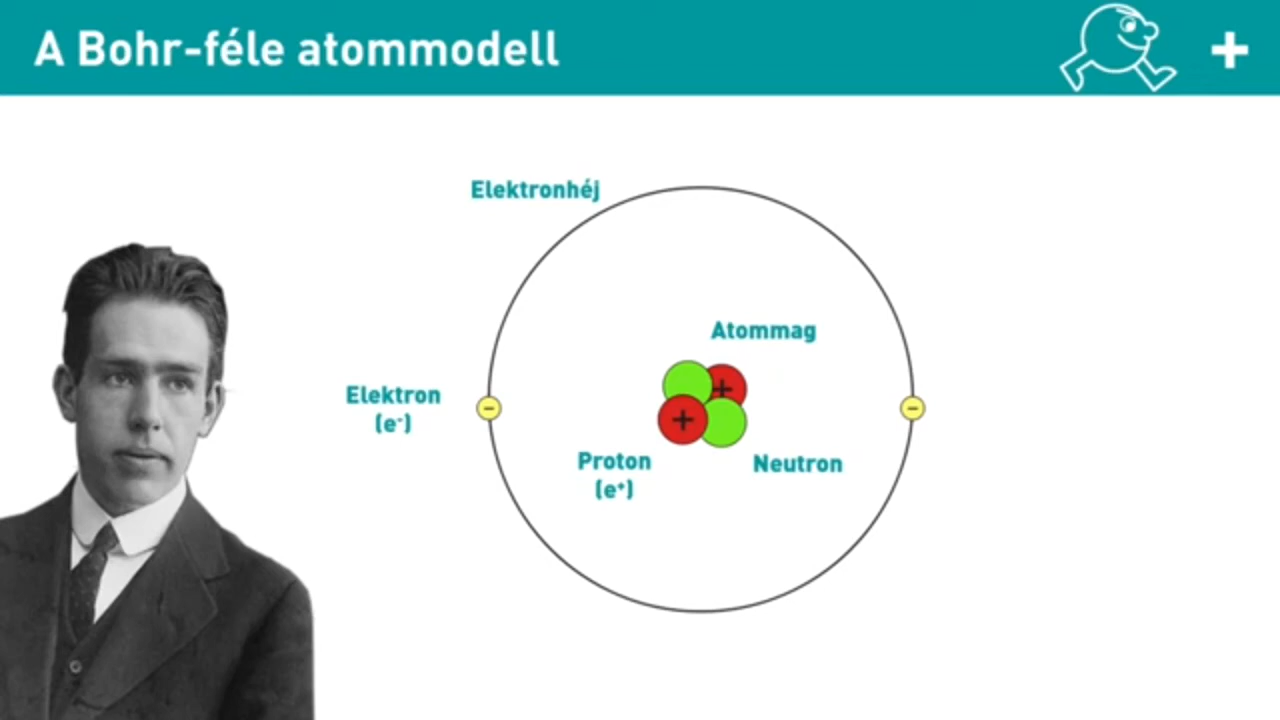 A Bohr-féle atommodell
+
Elektronhéj
Atommag
+
Elektron
(e⁻)
−
−
+
Proton
(e⁺)
Neutron